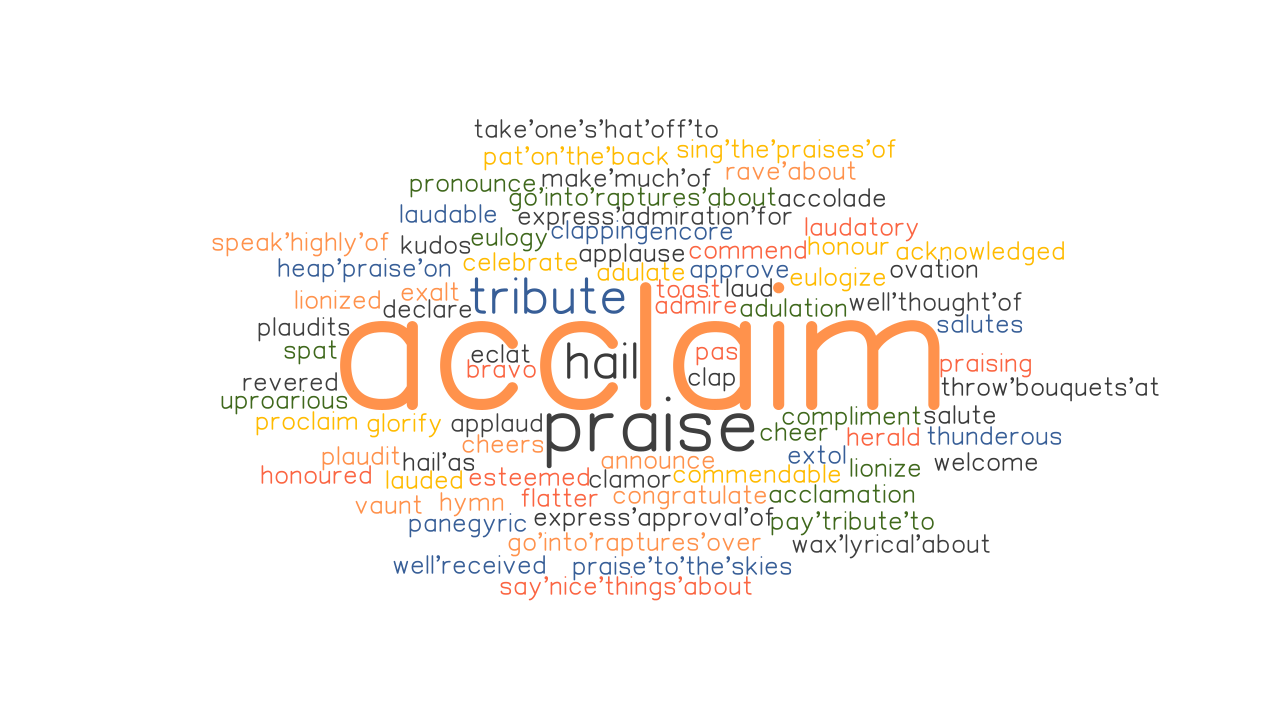 take’one’s’hat’off’to
sing’the’praises’of
pat’on’the’back
rave’about
make’much’of
pronounce
go’into’raptures’about
accolade
laudable
express’admiration’for
laudatory
clapping
encore
eulogy
speak’highly’of
kudos
honour
commend
acknowledged
applause
celebrate
heap’praise’on
adulate
approve
ovation
eulogize
toast
laud
exalt
tribute
lionized
well’thought’of
admire
adulation
declare
salutes
plaudits
acclaim
spat
eclat
hail
pas
praising
bravo
clap
revered
throw’bouquets’at
uproarious
compliment
salute
proclaim
glorify
applaud
praise
cheer
herald
thunderous
cheers
plaudit
extol
hail’as
announce
welcome
lionize
honoured
commendable
lauded
esteemed
clamor
acclamation
congratulate
flatter
hymn
vaunt
express’approval’of
pay’tribute’to
panegyric
go’into’raptures’over
wax’lyrical’about
well’received
praise’to’the’skies
say’nice’things’about